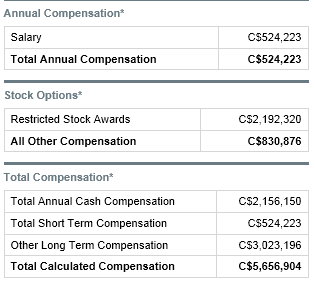 Annual Compensation*
Salary C$524,223
Total Annual Compensation C$524,223
Stock Options*
Restricted Stock Awards C$2,192,320
All Other Compensation C$830,876
Total Compensation*
Total Annual Cash Compensation C$2,156,150
Total Short Term Compensation C$524,223
Other Long Term Compensation C$3,023,196
Total Calculated Compensation C$5,656,904